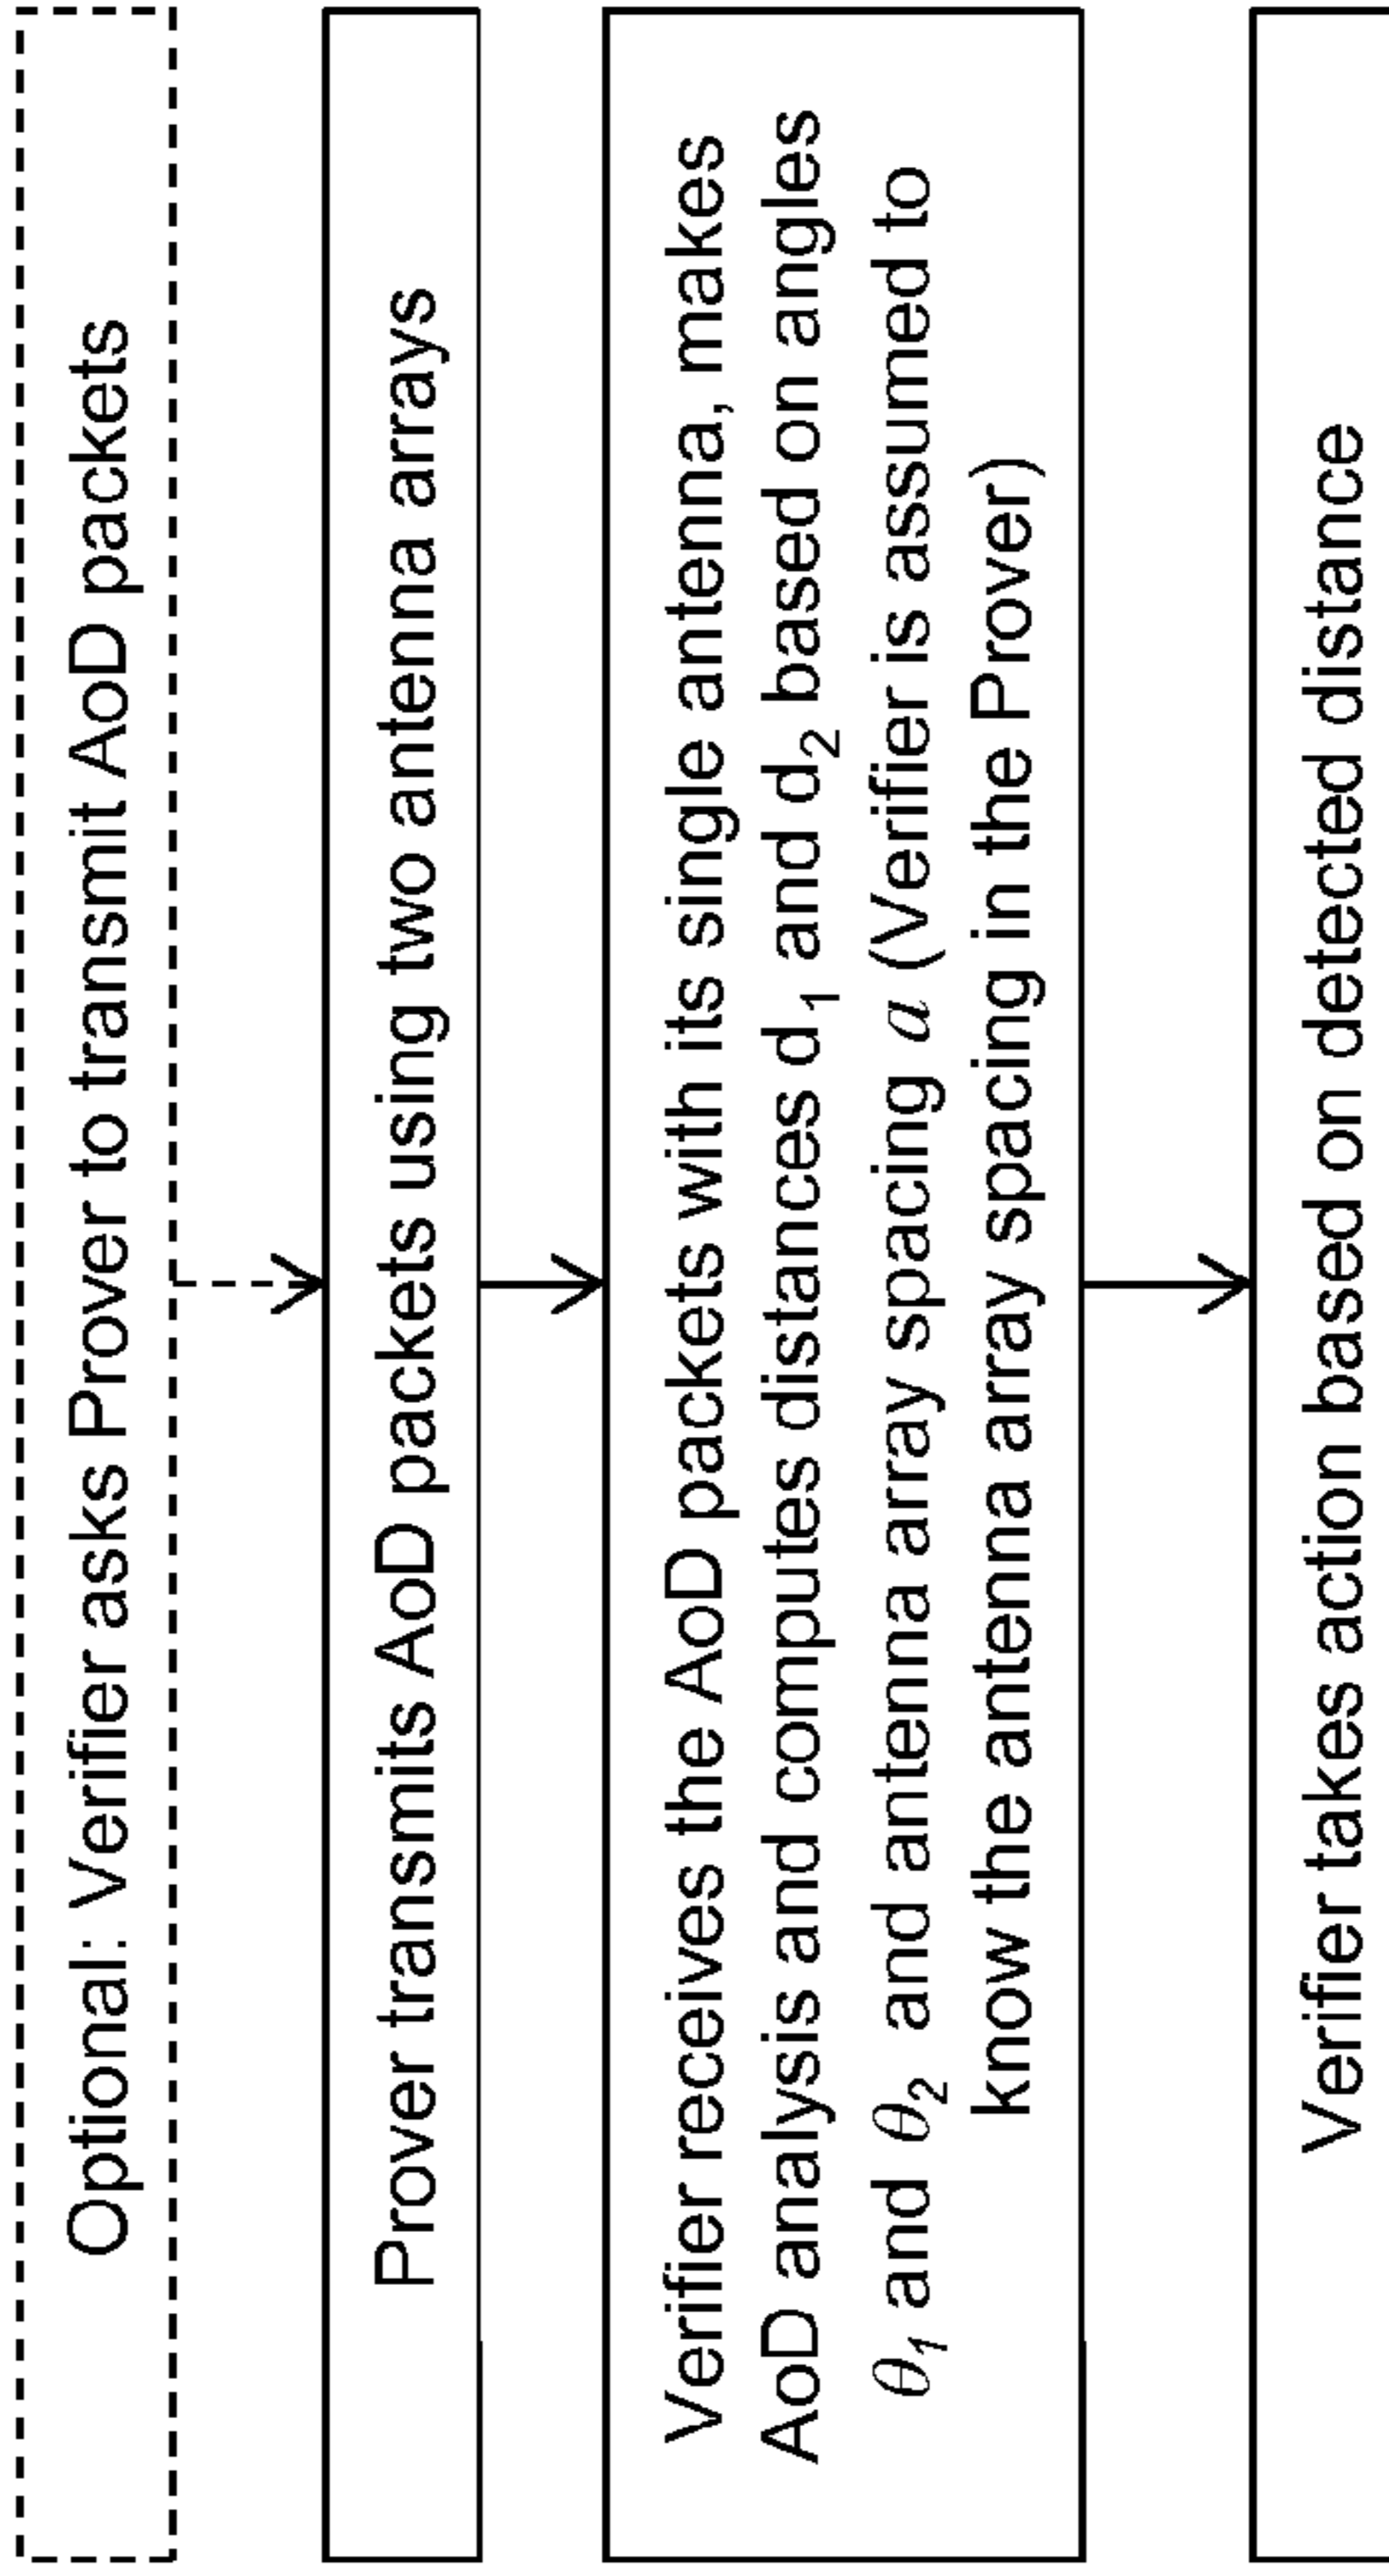 Optional: Verifier asks Prover to transmit AoD packets
Prover transmits AoD packets using two antenna arrays
Verifier receives the AoD packets with its single antenna, makes
AoD analysis and computes distances d₁ and d₂ based on angles
θ₁ and θ₂ and antenna array spacing a (Verifier is assumed to
know the antenna array spacing in the Prover)
Verifier takes action based on detected distance